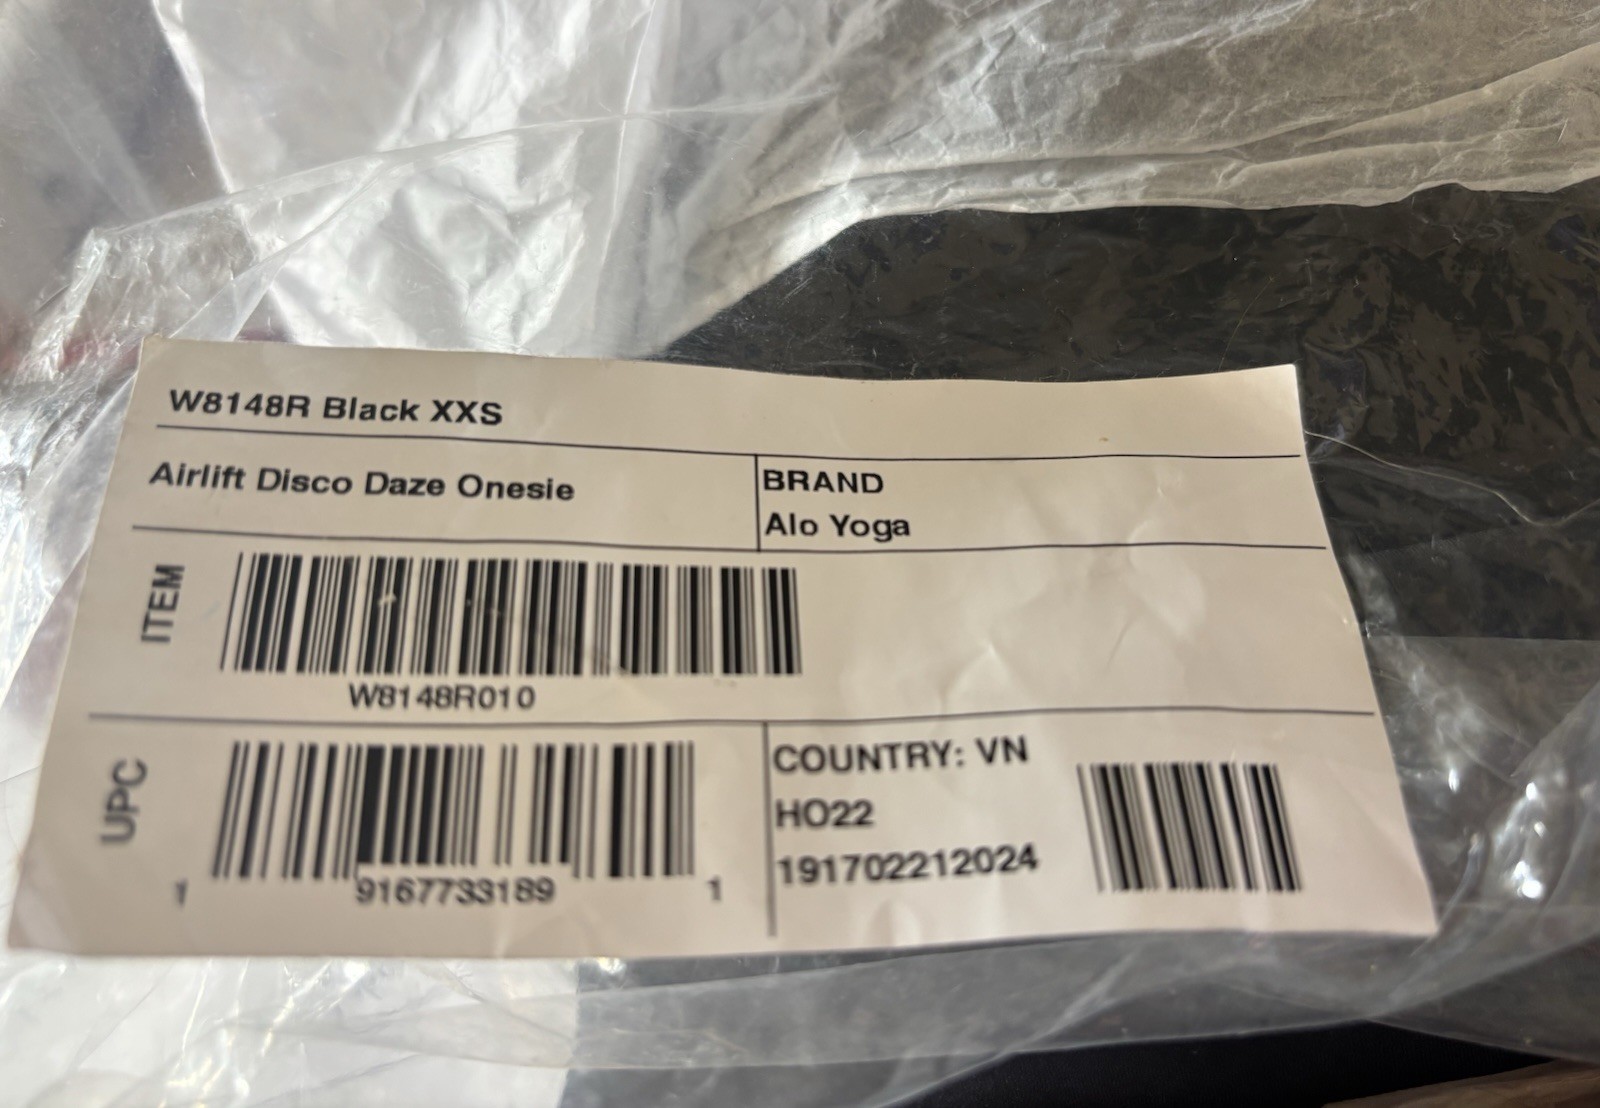 W8148R Black XXS
Airlift Disco Daze Onesie
BRAND
Alo Yoga
ITEM
W8148R010
UPC
1 9167733189 1
COUNTRY: VN
HO22
191702212024